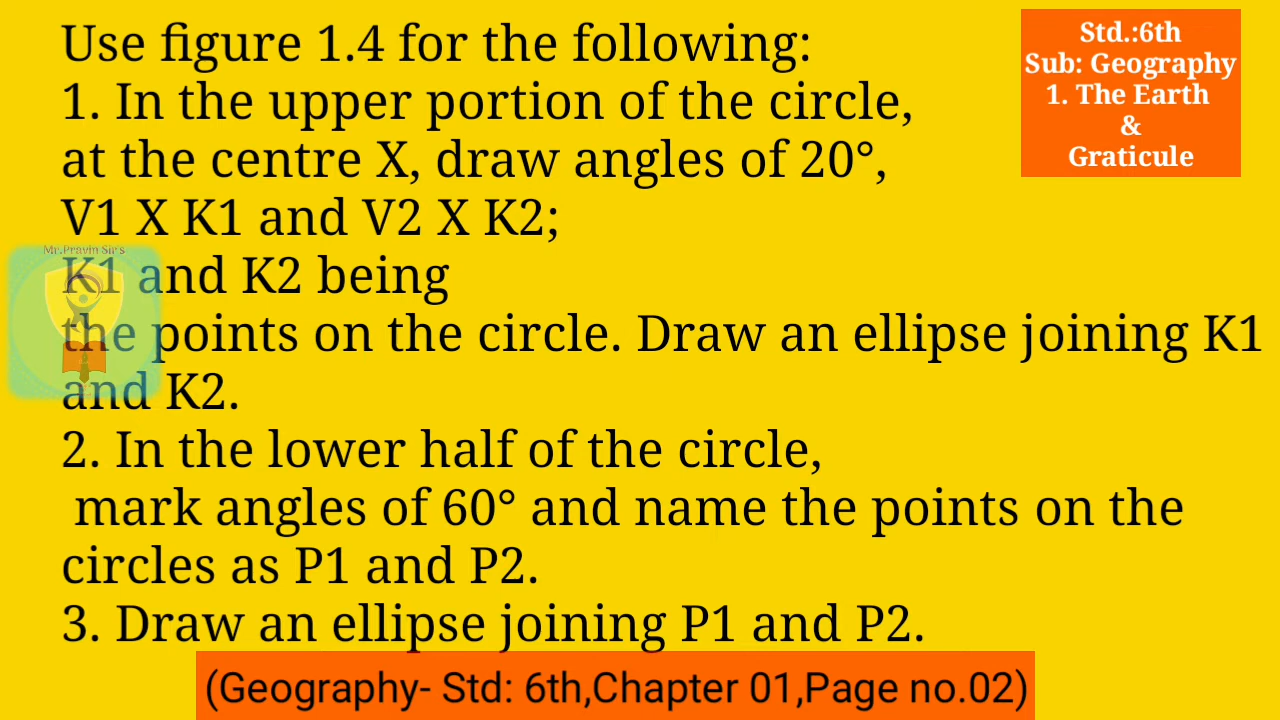 Use figure 1.4 for the following:
1. In the upper portion of the circle,
at the centre X, draw angles of 20°,
V1 X K1 and V2 X K2;
K1 and K2 being
the points on the circle. Draw an ellipse joining K1
and K2.
2. In the lower half of the circle,
mark angles of 60° and name the points on the
circles as P1 and P2.
3. Draw an ellipse joining P1 and P2.
(Geography- Std: 6th,Chapter 01,Page no.02)
Std.:6th
Sub: Geography
1. The Earth
&
Graticule
Mr.Pravin Sir's